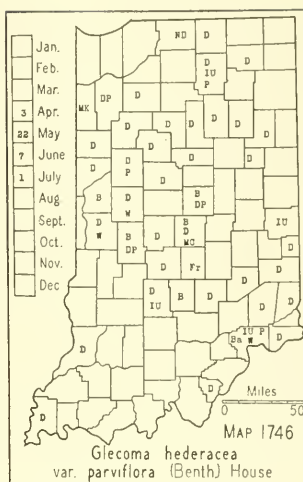 Jan.
Feb.
Mar.
3 Apr.
22 May
7 June
1 July
Aug
Sept.
Oct.
Nov.
Dec
ND D
D IU P D
MK DP D
D D D D D
D D
D P D
D
B D W B DP
D W B DP B D MC IU
D Fr D D
D IU B D D D
D IU P W D
Ba
D
D
Miles
0 50
MAP 1746
Glecoma hederacea
var. parviflora (Benth) House